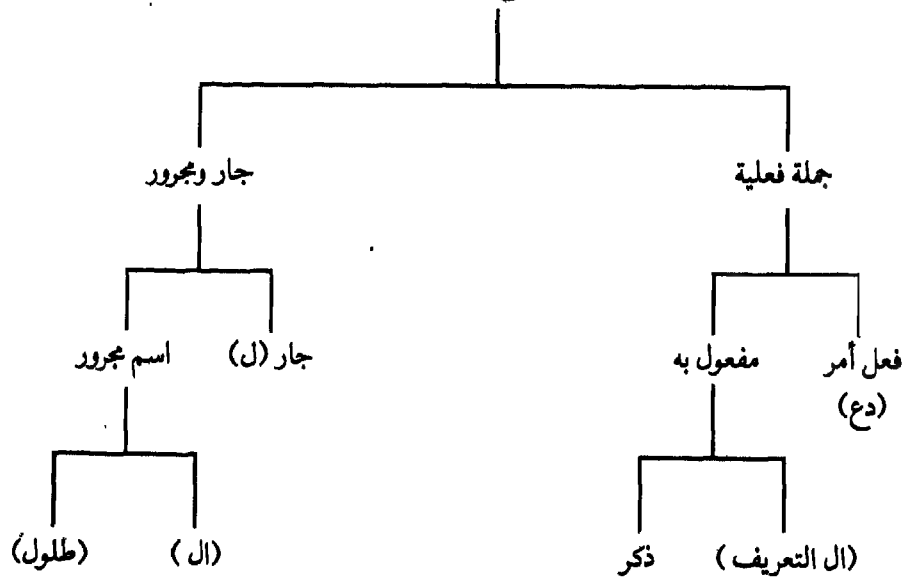 جملة فعلية
جار ومجرور
فعل أمر
(دع)
مفعول به
جار (ل)
اسم مجرور
(ال التعريف)
ذكر
(ال)
(طلول)